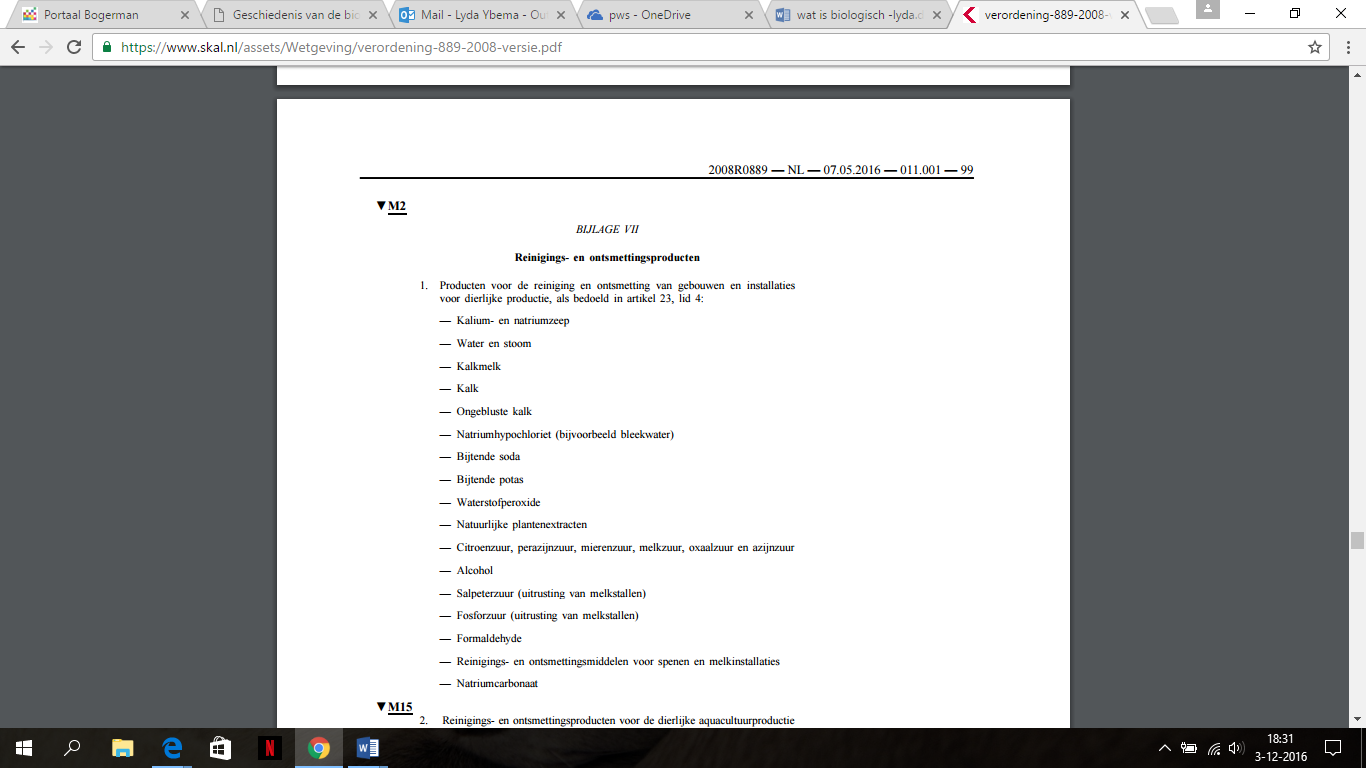 Portaal Bogerman
Geschiedenis van de bio
Mail - Lyda Ybema - Ou
pws - OneDrive
wat is biologisch -lyda.d
verordening-889-2008-
https://www.skal.nl/assets/Wetgeving/verordening-889-2008-versie.pdf
2008R0889 — NL — 07.05.2016 — 011.001 — 99
▼M2
BIJLAGE VII
Reinigings- en ontsmettingsproducten
1. Producten voor de reiniging en ontsmetting van gebouwen en installaties
voor dierlijke productie, als bedoeld in artikel 23, lid 4:
— Kalium- en natriumzeep
— Water en stoom
— Kalkmelk
— Kalk
— Ongebluste kalk
— Natriumhypochloriet (bijvoorbeeld bleekwater)
— Bijtende soda
— Bijtende potas
— Waterstofperoxide
— Natuurlijke plantenextracten
— Citroenzuur, perazijnzuur, mierenzuur, melkzuur, oxaalzuur en azijnzuur
— Alcohol
— Salpeterzuur (uitrusting van melkstallen)
— Fosforzuur (uitrusting van melkstallen)
— Formaldehyde
— Reinigings- en ontsmettingsmiddelen voor spenen en melkinstallaties
— Natriumcarbonaat
▼M15
2. Reinigings- en ontsmettingsproducten voor de dierlijke aquacultuurproductie
18:31
3-12-2016